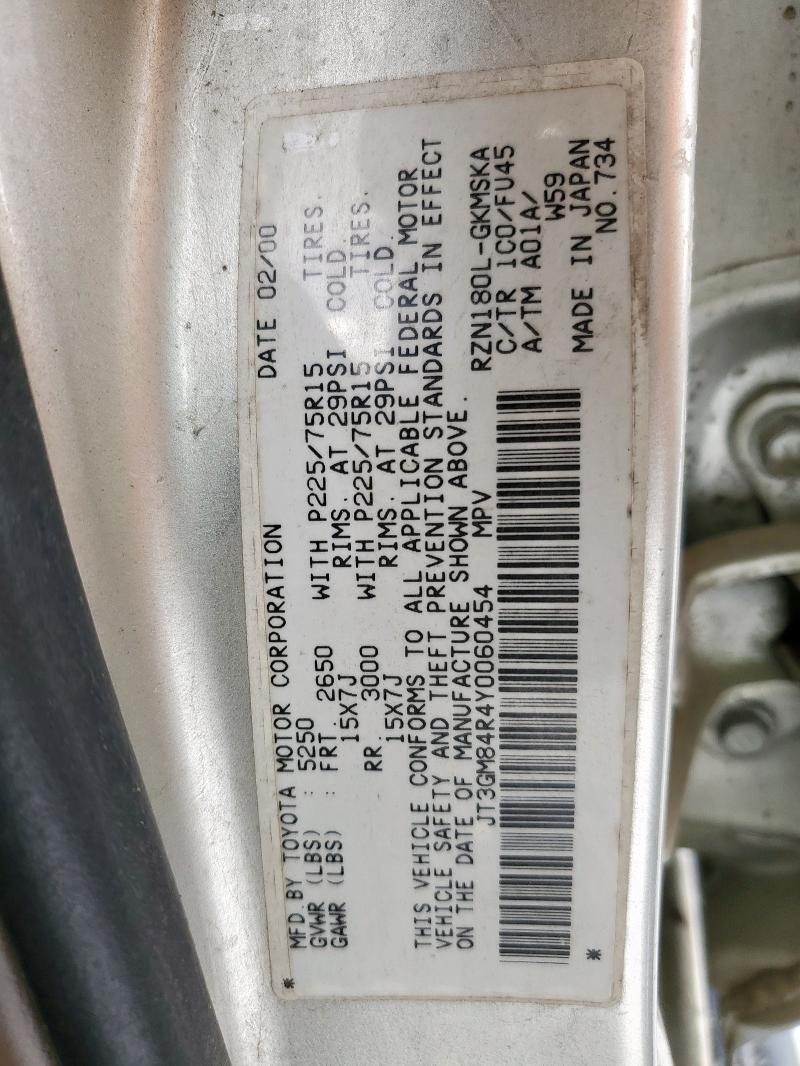 MFD. BY TOYOTA MOTOR CORPORATION DATE 02/00
GVWR (LBS) : 5250
GAWR (LBS) : FRT. 2650 WITH P225/75R15 TIRES.
15X7J RIMS. AT 29PSI COLD.
RR. 3000 WITH P225/75R15 TIRES.
15X7J RIMS. AT 29PSI COLD.
THIS VEHICLE CONFORMS TO ALL APPLICABLE FEDERAL MOTOR
VEHICLE SAFETY AND THEFT PREVENTION STANDARDS IN EFFECT
ON THE DATE OF MANUFACTURE SHOWN ABOVE.
JT3GM84R4Y0060454 MPV RZN180L-GKMSKA
C/TR 1C0/FU45
A/TM A01A/
W59
MADE IN JAPAN
NO.734